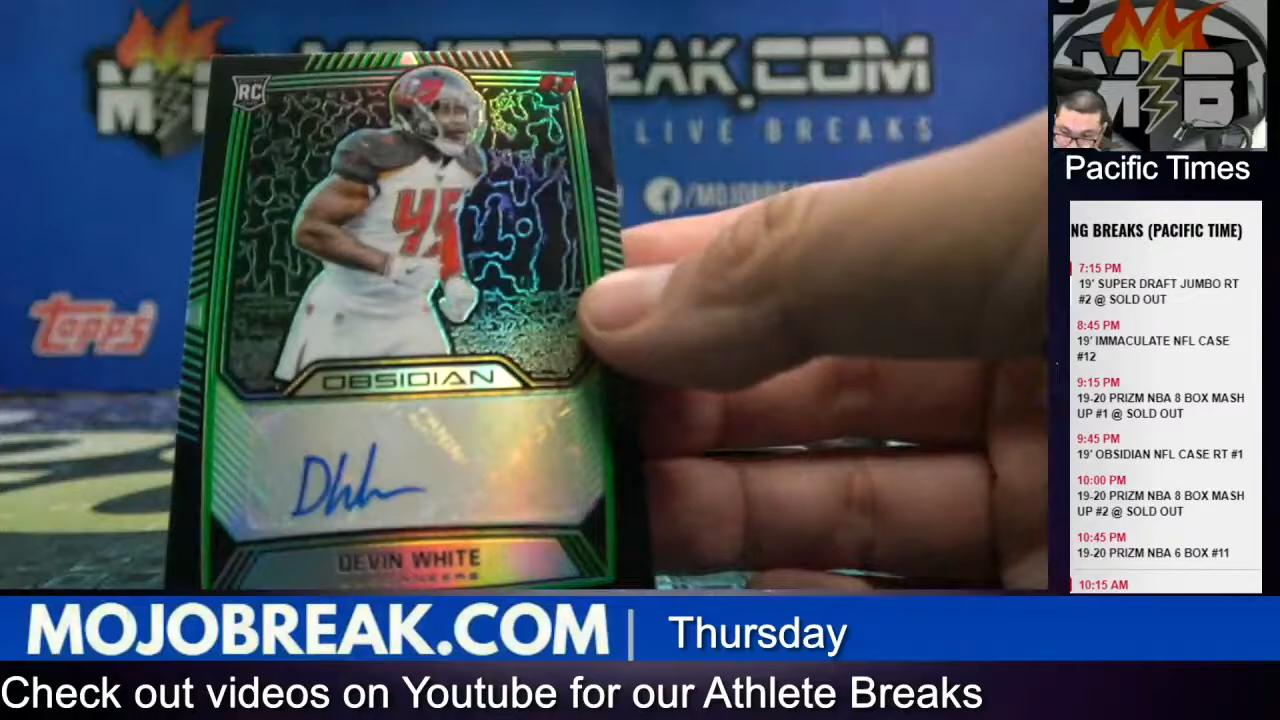 MOJOBREAK.COM
LIVE BREAKS
/MOJOBREAK
Topps
RC
45
OBSIDIAN
DEVIN WHITE
BUCCANEERS
MB
Pacific Times
NG BREAKS (PACIFIC TIME)
7:15 PM
19' SUPER DRAFT JUMBO RT
#2 @ SOLD OUT
8:45 PM
19' IMMACULATE NFL CASE
#12
9:15 PM
19-20 PRIZM NBA 8 BOX MASH
UP #1 @ SOLD OUT
9:45 PM
19' OBSIDIAN NFL CASE RT #1
10:00 PM
19-20 PRIZM NBA 8 BOX MASH
UP #2 @ SOLD OUT
10:45 PM
19-20 PRIZM NBA 6 BOX #11
10:15 AM
MOJOBREAK.COM | Thursday
Check out videos on Youtube for our Athlete Breaks